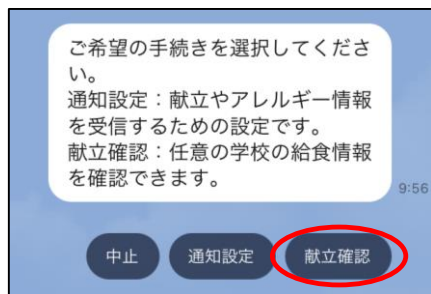 ご希望の手続きを選択してくださ
い。
通知設定：献立やアレルギー情報
を受信するための設定です。
献立確認：任意の学校の給食情報
を確認できます。
9:56
中止
通知設定
献立確認